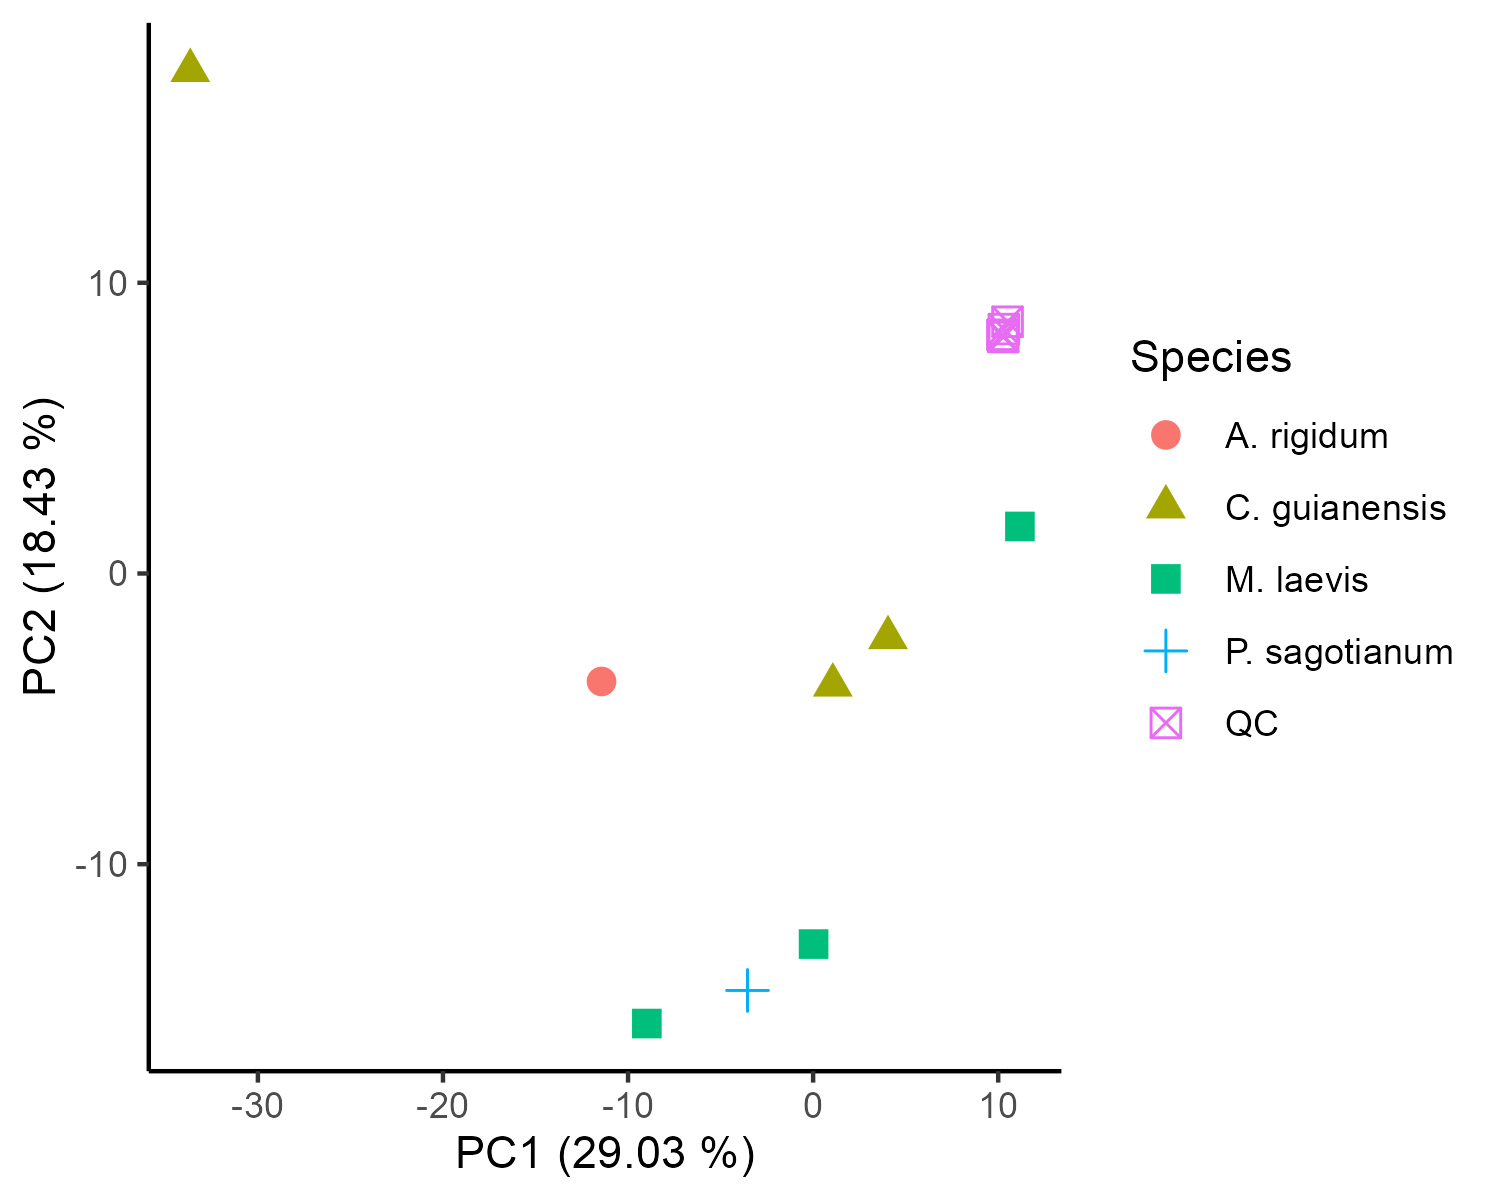 10
0
-10
PC2 (18.43 %)
-30 -20 -10 0 10
PC1 (29.03 %)
Species
A. rigidum
C. guianensis
M. laevis
P. sagotianum
QC